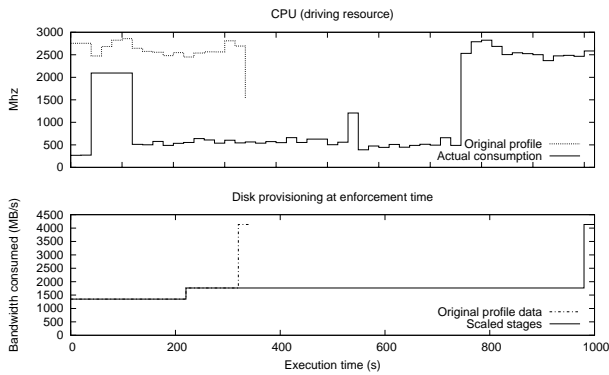 CPU (driving resource)
3000
2500
2000
1500
1000
500
0
Mhz
Original profile
Actual consumption
Disk provisioning at enforcement time
4500
4000
3500
3000
2500
2000
1500
1000
500
0
Bandwidth consumed (MB/s)
Original profile data
Scaled stages
0 200 400 600 800 1000
Execution time (s)